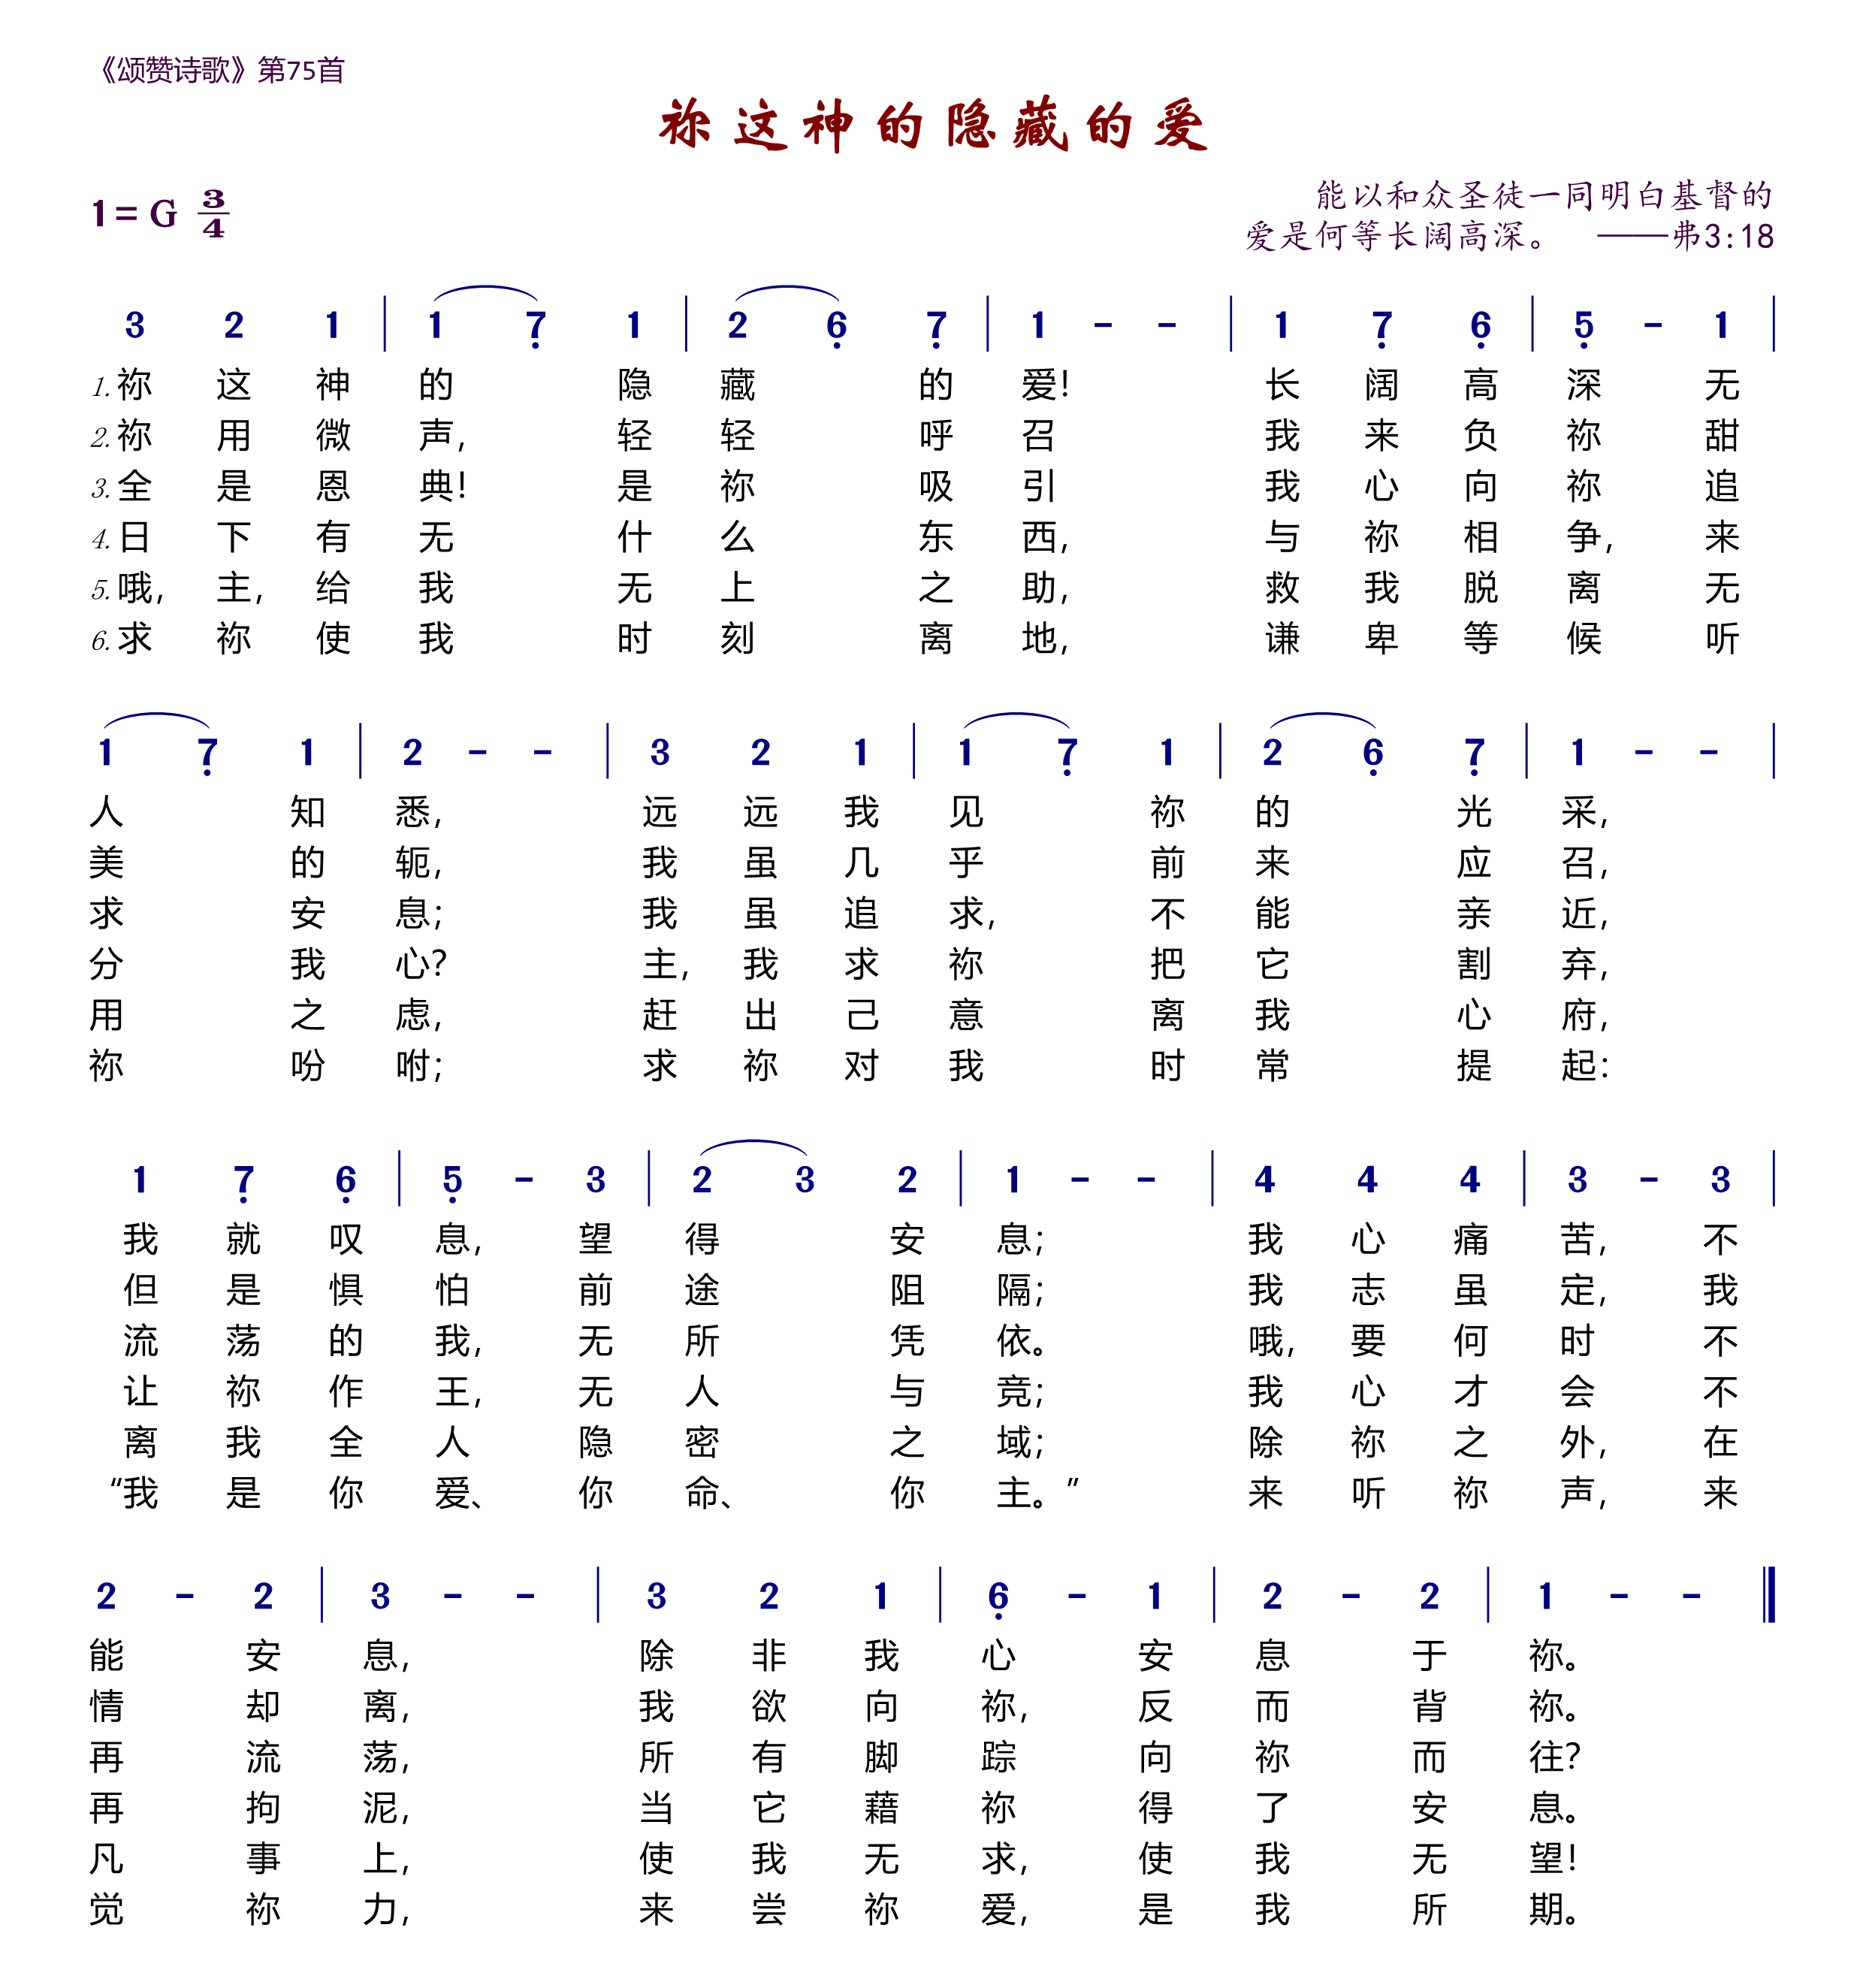 《颂赞诗歌》第75首
祢这神的隐藏的爱
1= G 3/4
能以和众圣徒一同明白基督的
爱是何等长阔高深。 ——弗3:18
3 2 1 | 1 7̣ 1 | 2 6̣ 7̣ | 1 - - | 1 7̣ 6̣ | 5̣ - 1 |
1. 祢这神的隐藏的爱! 长阔高深无
2. 祢用微声, 轻轻呼召 我来负祢甜
3. 全是恩典! 是祢吸引 我心向祢追
4. 日下有无什么东西, 与祢相争, 来
5. 哦, 主, 给我无上之助, 救我脱离无
6. 求祢使我时刻离地, 谦卑等候听
1 7̣ 1 | 2 - - | 3 2 1 | 1 7̣ 1 | 2 6̣ 7̣ | 1 - - |
人知悉, 远远我见祢的光采,
美的轭, 我虽几乎前来应召,
求安息; 我虽追求, 不能亲近,
分我心? 主, 我求祢把它割弃,
用之虑, 赶出己意离我心府,
祢吩咐; 求祢对我时常提起:
1 7̣ 6̣ | 5̣ - 3 | 2 3 2 | 1 - - | 4 4 4 | 3 - 3 |
我就叹息, 望得安息; 我心痛苦, 不
但是惧怕前途阻隔; 我志虽定, 我
流荡的我, 无所凭依。 哦, 要何时不
让祢作王, 无人与竞; 我心才会不
离我全人隐密之域; 除祢之外, 在
“我是你爱、你命、你主。” 来听祢声, 来
2 - 2 | 3 - - | 3 2 1 | 6̣ - 1 | 2 - 2 | 1 - - ‖
能安息, 除非我心安息于祢。
情却离, 我欲向祢, 反而背祢。
再流荡, 所有脚踪向祢而往?
再拘泥, 当它藉祢得了安息。
凡事上, 使我无求, 使我无望!
觉祢力, 来尝祢爱, 是我所期。